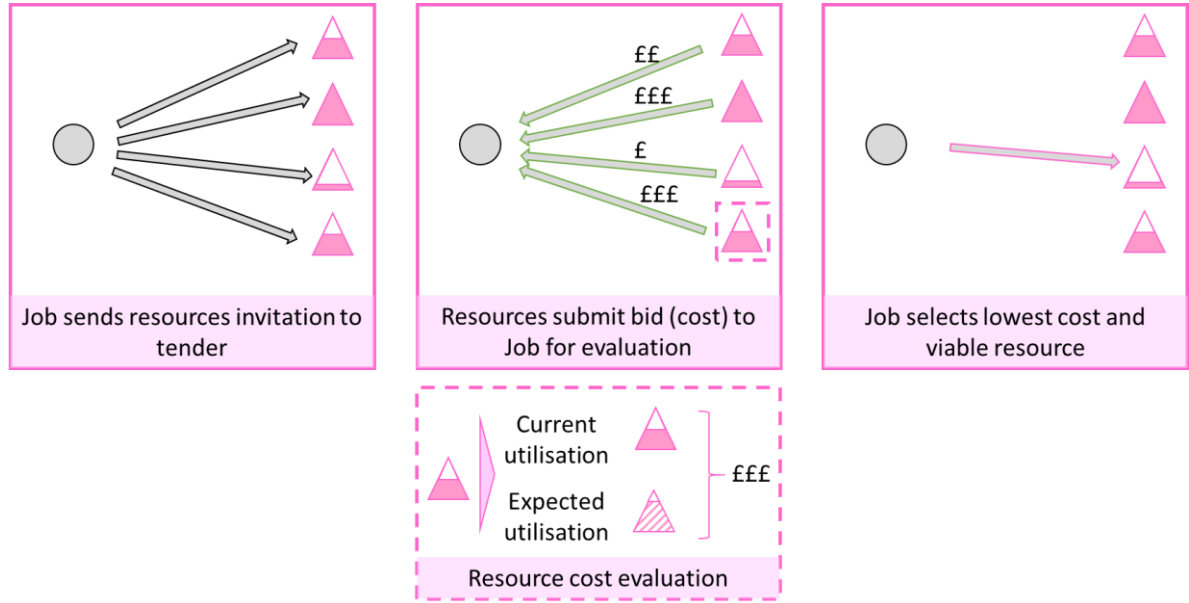 Job sends resources invitation to
tender
££
£££
£
£££
Resources submit bid (cost) to
Job for evaluation
Job selects lowest cost and
viable resource
Current
utilisation
Expected
utilisation
£££
Resource cost evaluation